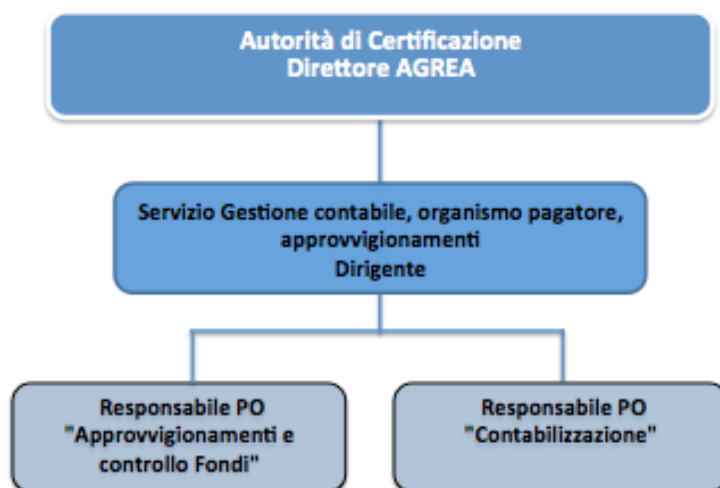 Autorità di Certificazione
Direttore AGREA
Servizio Gestione contabile, organismo pagatore,
approvvigionamenti
Dirigente
Responsabile PO
"Approvvigionamenti e
controllo Fondi"
Responsabile PO
"Contabilizzazione"